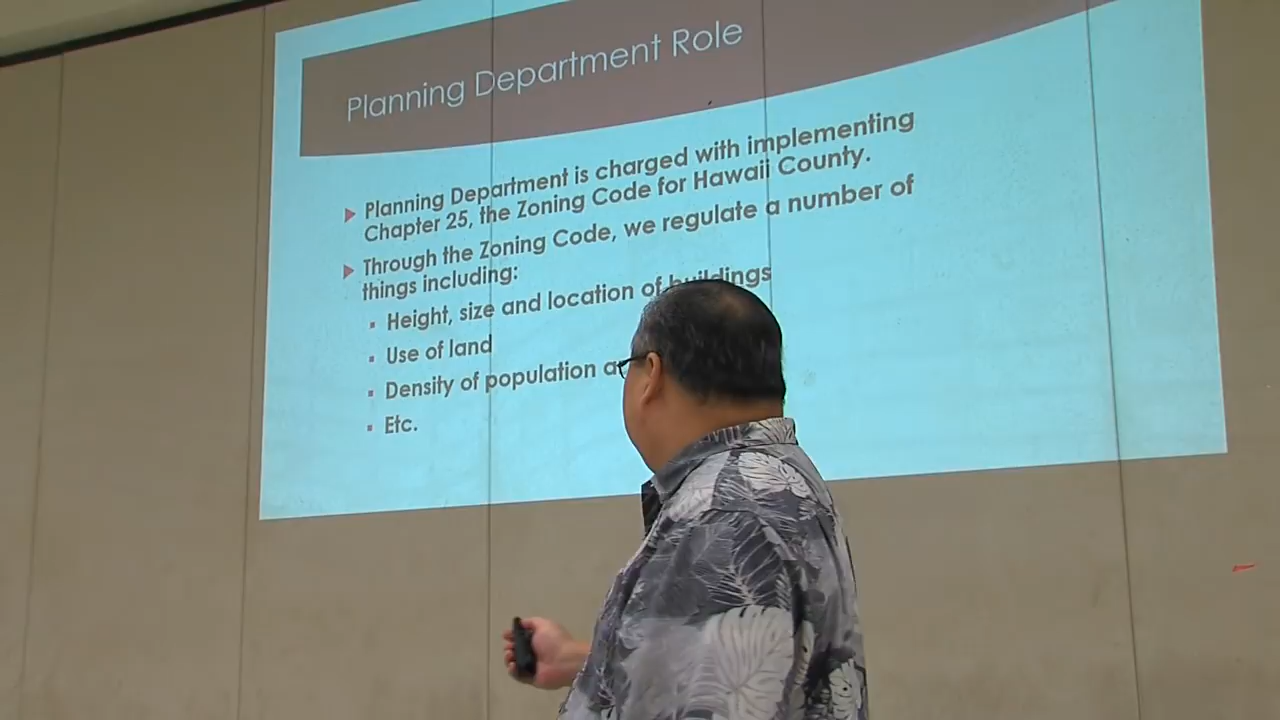 Planning Department Role
Planning Department is charged with implementing
Chapter 25, the Zoning Code for Hawaii County.
Through the Zoning Code, we regulate a number of
things including:
Height, size and location of buildings
Use of land
Density of population
Etc.